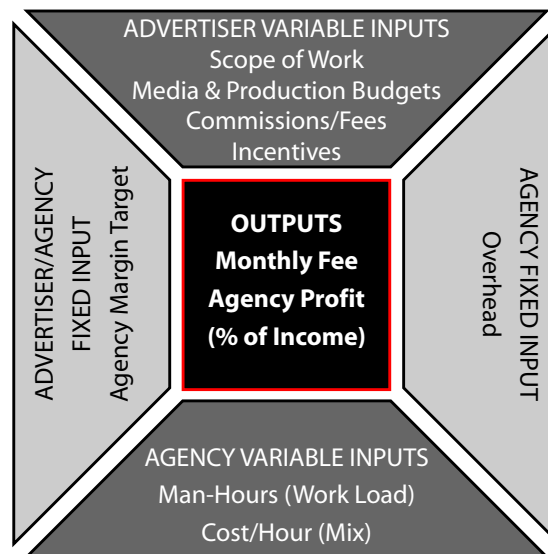 ADVERTISER VARIABLE INPUTS
Scope of Work
Media & Production Budgets
Commissions/Fees
Incentives
ADVERTISER/AGENCY
FIXED INPUT
Agency Margin Target
OUTPUTS
Monthly Fee
Agency Profit
(% of Income)
AGENCY FIXED INPUT
Overhead
AGENCY VARIABLE INPUTS
Man-Hours (Work Load)
Cost/Hour (Mix)